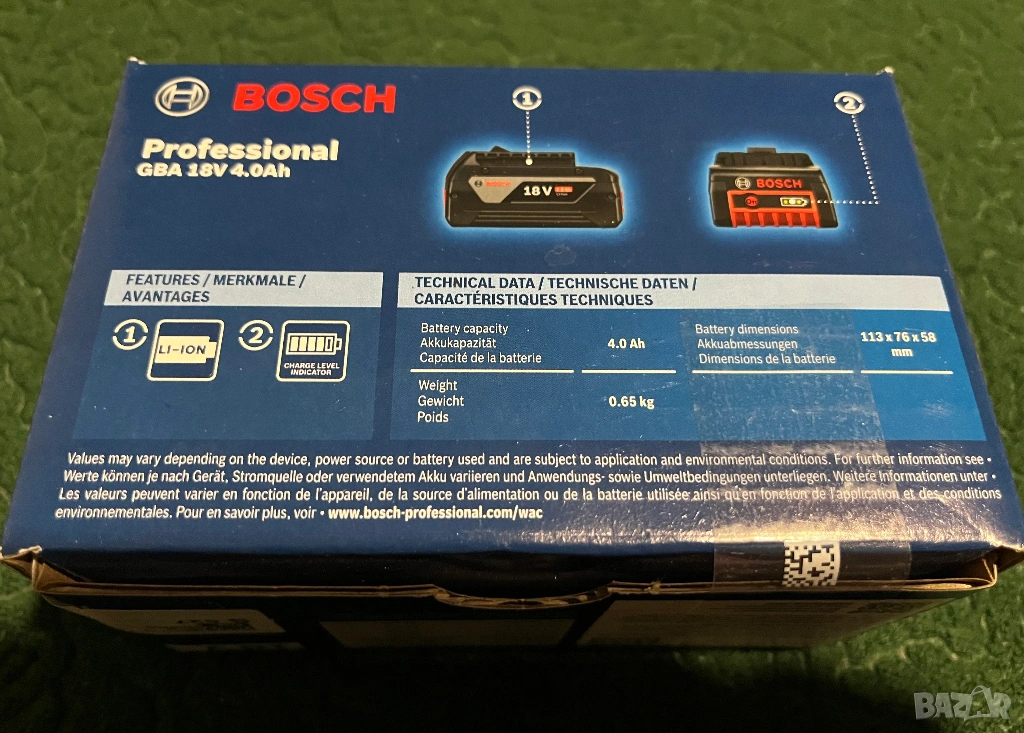 BOSCH
Professional
GBA 18V 4.0Ah
1
2
BOSCH
18V
BOSCH
FEATURES / MERKMALE /
AVANTAGES
1
LI-ION
2
CHARGE LEVEL
INDICATOR
TECHNICAL DATA / TECHNISCHE DATEN /
CARACTÉRISTIQUES TECHNIQUES
Battery capacity
Akkukapazität
Capacité de la batterie
4.0 Ah
Battery dimensions
Akkuabmessungen
Dimensions de la batterie
113 x 76 x 58
mm
Weight
Gewicht
Poids
0.65 kg
Values may vary depending on the device, power source or battery used and are subject to application and environmental conditions. For further information see •
Werte können je nach Gerät, Stromquelle oder verwendetem Akku variieren und Anwendungs- sowie Umweltbedingungen unterliegen. Weitere Informationen unter •
Les valeurs peuvent varier en fonction de l'appareil, de la source d'alimentation ou de la batterie utilisée ainsi qu'en fonction de l'application et des conditions
environnementales. Pour en savoir plus, voir • www.bosch-professional.com/wac
BAZAR